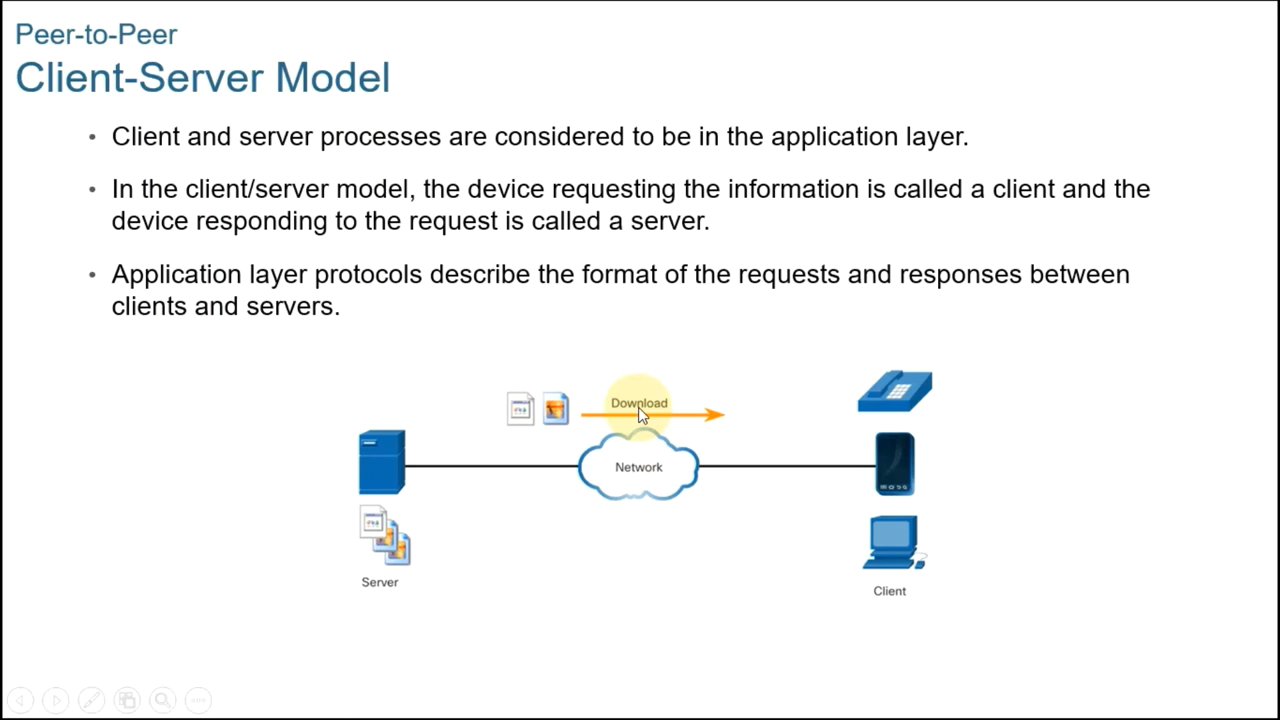 Peer-to-Peer
Client-Server Model
• Client and server processes are considered to be in the application layer.
• In the client/server model, the device requesting the information is called a client and the
device responding to the request is called a server.
• Application layer protocols describe the format of the requests and responses between
clients and servers.
Download
Network
Server
Client